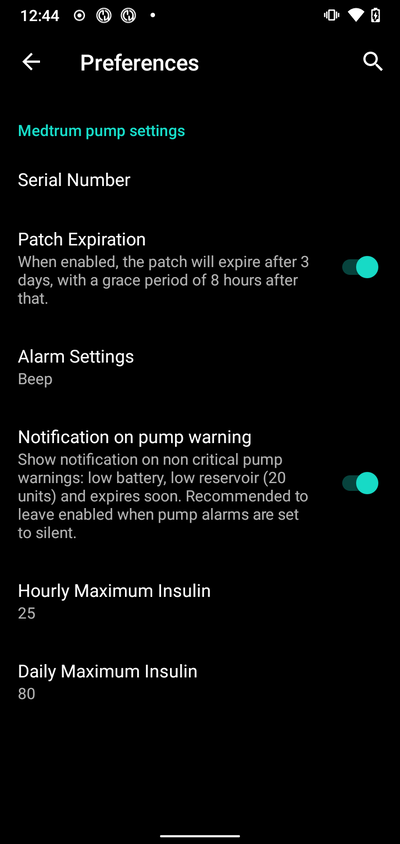 12:44
Preferences
Medtrum pump settings
Serial Number
Patch Expiration
When enabled, the patch will expire after 3
days, with a grace period of 8 hours after
that.
Alarm Settings
Beep
Notification on pump warning
Show notification on non critical pump
warnings: low battery, low reservoir (20
units) and expires soon. Recommended to
leave enabled when pump alarms are set
to silent.
Hourly Maximum Insulin
25
Daily Maximum Insulin
80